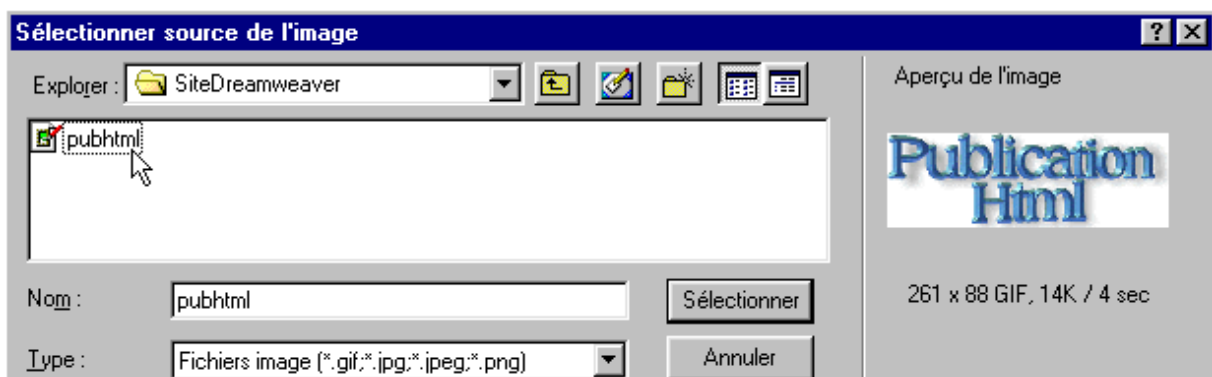 Sélectionner source de l'image
Explorer : SiteDreamweaver
Aperçu de l'image
pubhtml
Publication
Html
Nom : pubhtml Sélectionner
261 x 88 GIF, 14K / 4 sec
Type : Fichiers image (*.gif;*.jpg;*.jpeg;*.png) Annuler